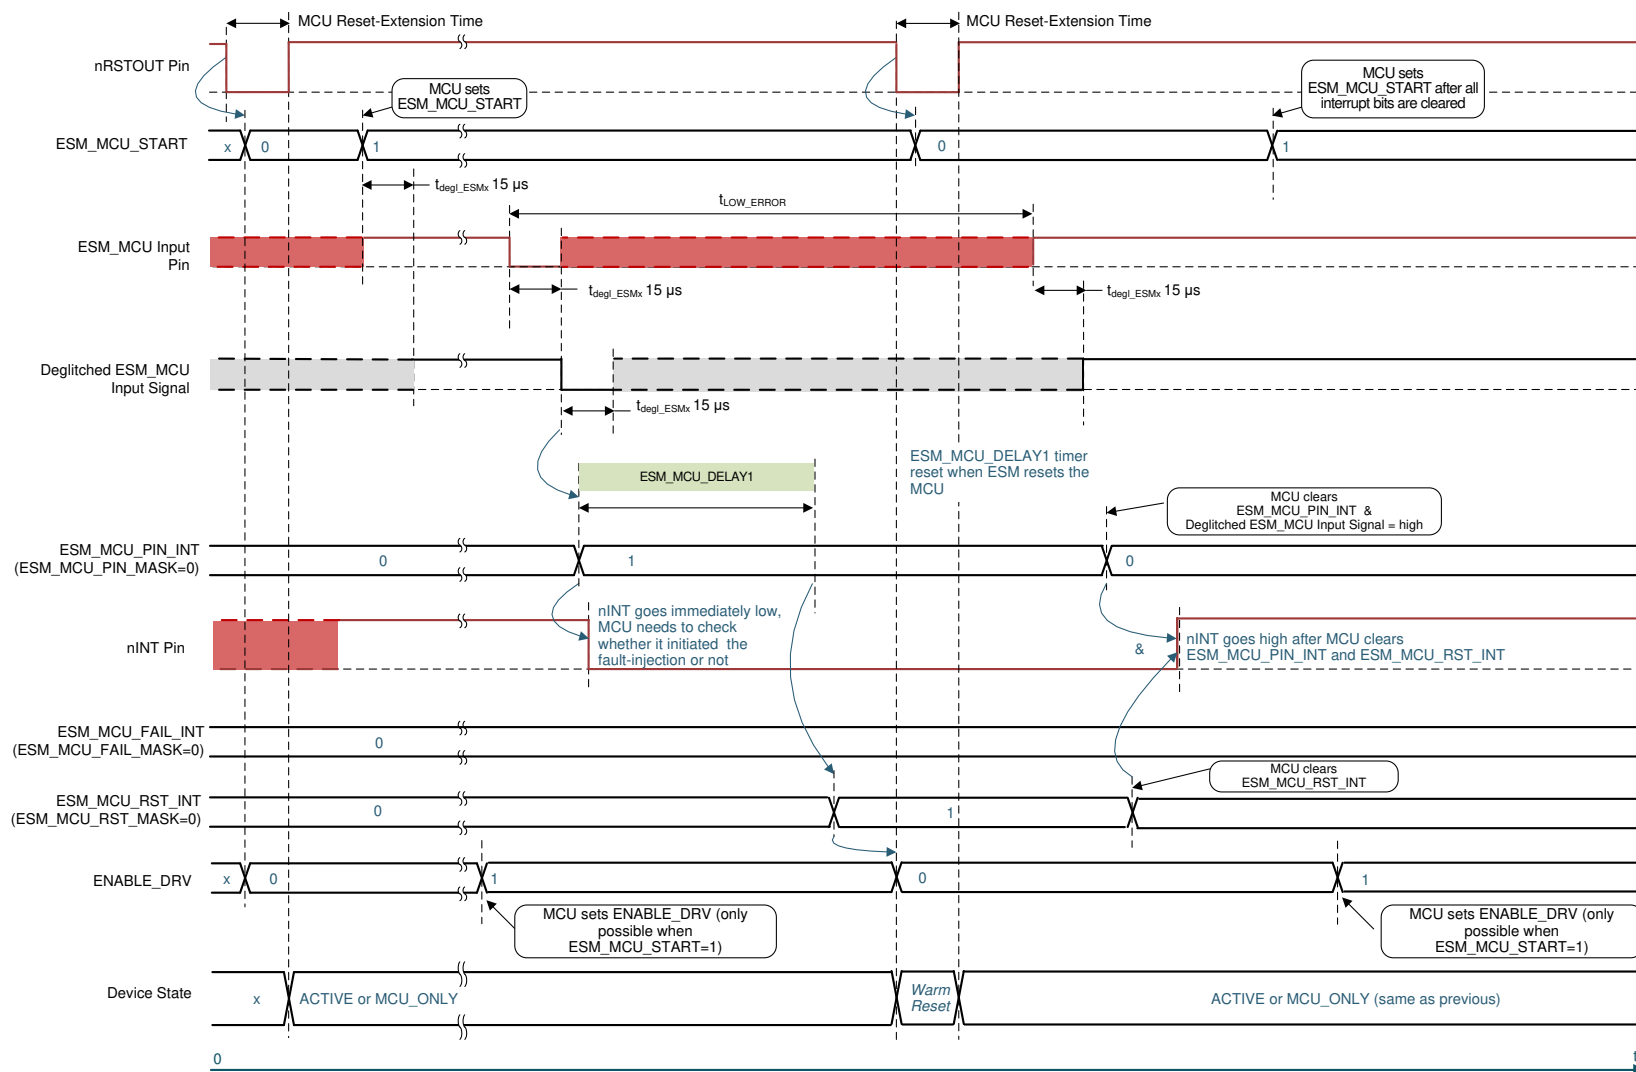 MCU Reset-Extension Time
MCU Reset-Extension Time
nRSTOUT Pin
MCU sets
ESM_MCU_START
MCU sets
ESM_MCU_START after all
interrupt bits are cleared
ESM_MCU_START
x
0
1
0
1
tdegl_ESMx 15 µs
tLOW_ERROR
ESM_MCU Input
Pin
tdegl_ESMx 15 µs
tdegl_ESMx 15 µs
Deglitched ESM_MCU
Input Signal
tdegl_ESMx 15 µs
ESM_MCU_DELAY1
ESM_MCU_DELAY1 timer
reset when ESM resets the
MCU
MCU clears
ESM_MCU_PIN_INT &
Deglitched ESM_MCU Input Signal = high
ESM_MCU_PIN_INT
(ESM_MCU_PIN_MASK=0)
0
1
0
nINT Pin
nINT goes immediately low,
MCU needs to check
whether it initiated the
fault-injection or not
&
nINT goes high after MCU clears
ESM_MCU_PIN_INT and ESM_MCU_RST_INT
ESM_MCU_FAIL_INT
(ESM_MCU_FAIL_MASK=0)
0
MCU clears
ESM_MCU_RST_INT
ESM_MCU_RST_INT
(ESM_MCU_RST_MASK=0)
0
1
ENABLE_DRV
x
0
1
0
1
MCU sets ENABLE_DRV (only
possible when
ESM_MCU_START=1)
MCU sets ENABLE_DRV (only
possible when
ESM_MCU_START=1)
Device State
x
ACTIVE or MCU_ONLY
Warm
Reset
ACTIVE or MCU_ONLY (same as previous)
0
t